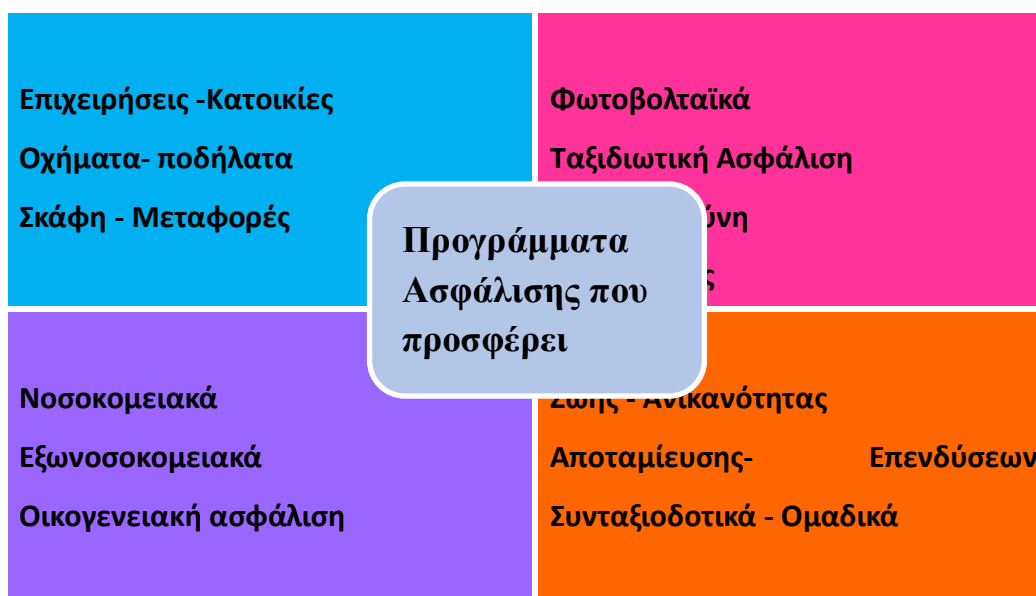 Επιχειρήσεις -Κατοικίες
Οχήματα- ποδήλατα
Σκάφη - Μεταφορές
Φωτοβολταϊκά
Ταξιδιωτική Ασφάλιση
Προγράμματα
Ασφάλισης που
προσφέρει
Νοσοκομειακά
Εξωνοσοκομειακά
Οικογενειακή ασφάλιση
Ζωής - Ανικανότητας
Αποταμίευσης- Επενδύσεων
Συνταξιοδοτικά - Ομαδικά